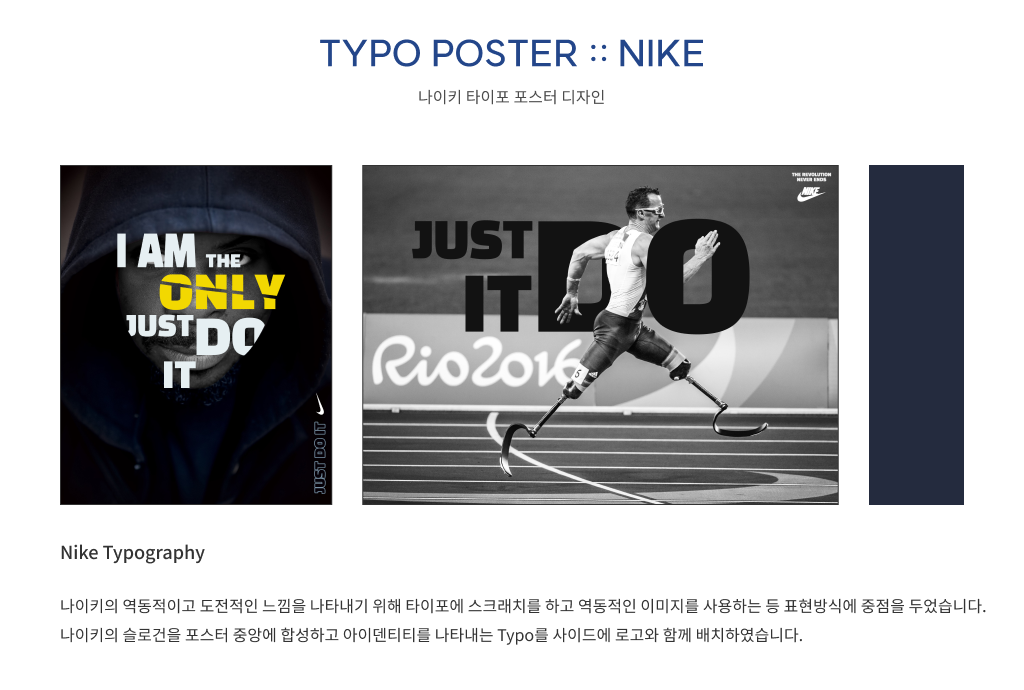 TYPO POSTER :: NIKE
나이키 타이포 포스터 디자인
I AM THE
ONLY
JUST DO
IT
JUST DO IT
THE REVOLUTION
NEVER ENDS
NIKE
JUST DO
IT
Rio2016
5
Nike Typography
나이키의 역동적이고 도전적인 느낌을 나타내기 위해 타이포에 스크래치를 하고 역동적인 이미지를 사용하는 등 표현방식에 중점을 두었습니다.
나이키의 슬로건을 포스터 중앙에 합성하고 아이덴티티를 나타내는 Typo를 사이드에 로고와 함께 배치하였습니다.